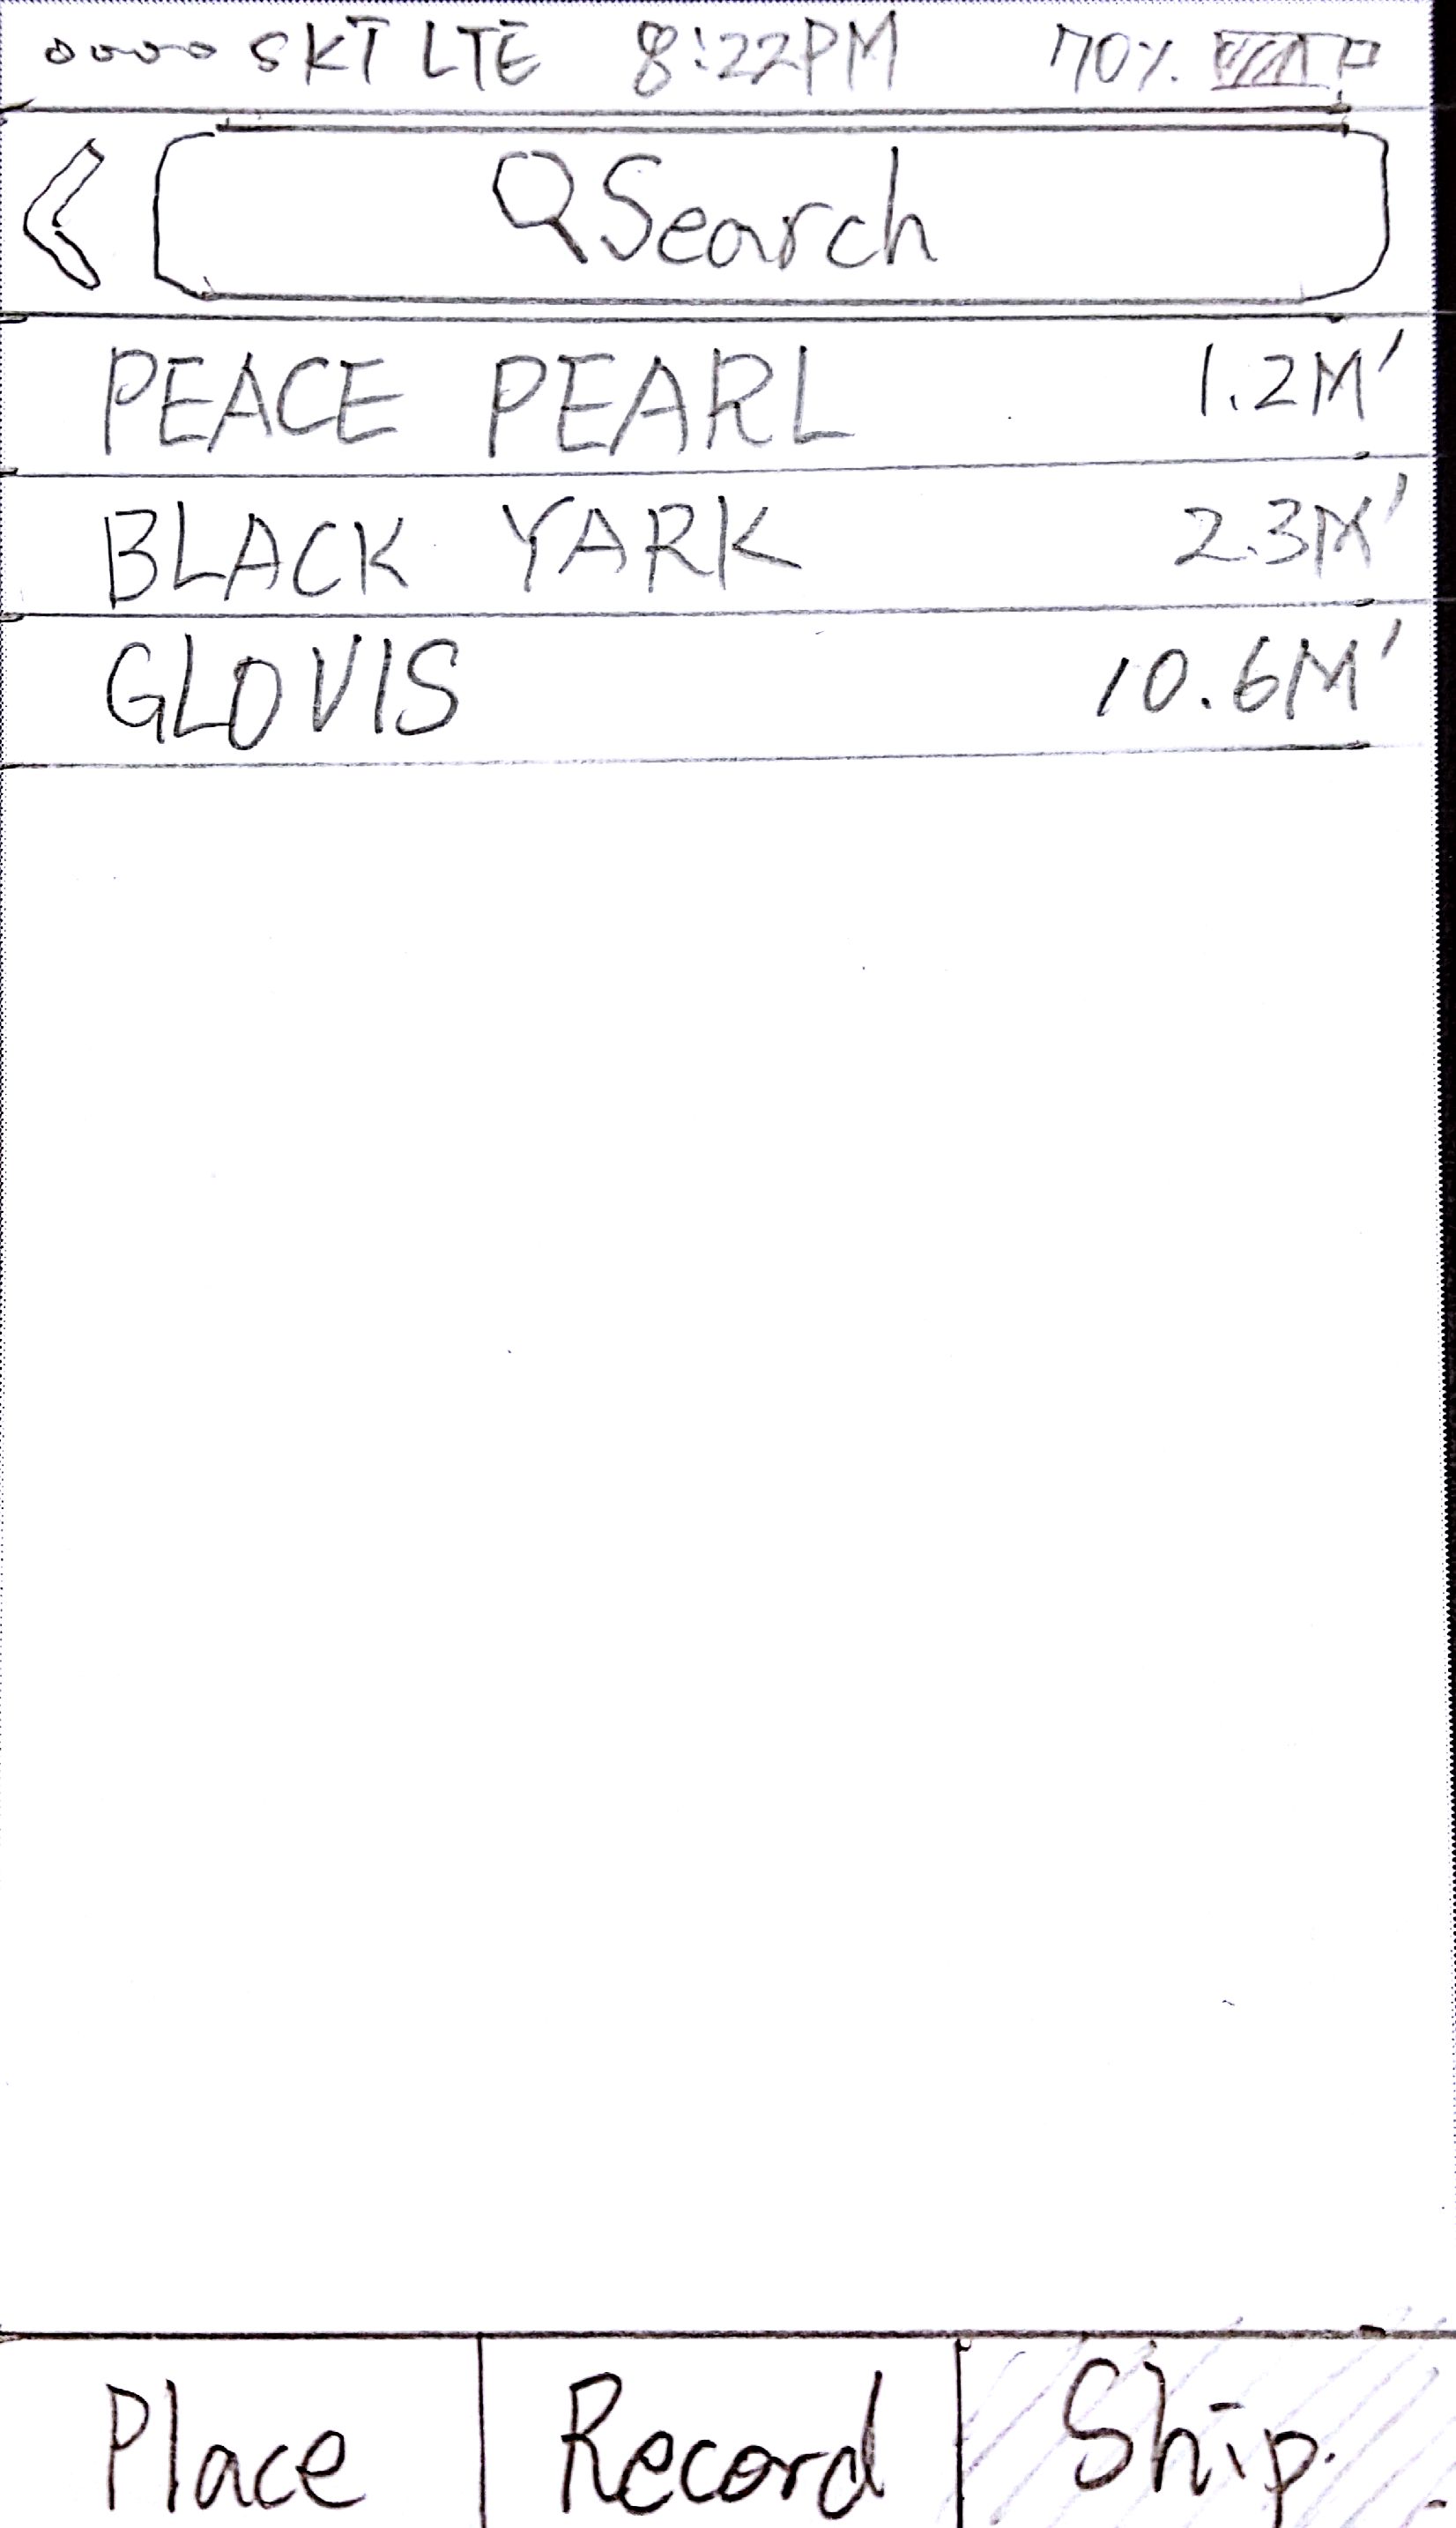 SKT LTE 8:22PM 70%
Search
PEACE PEARL 1.2M'
BLACK YARK 2.3M'
GLOVIS 10.6M'
Place Record Ship